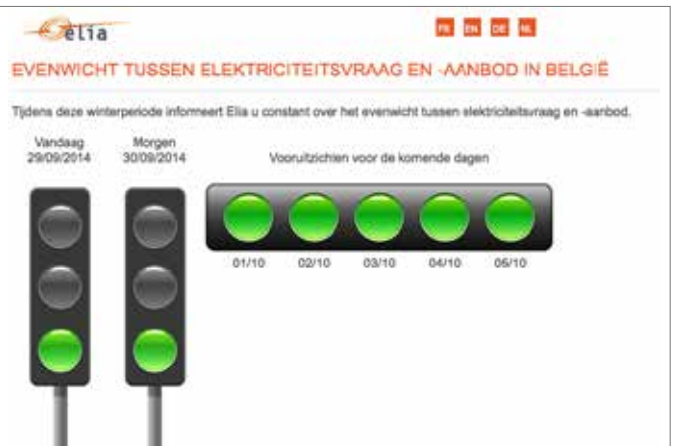 elia
FR EN DE NL
EVENWICHT TUSSEN ELEKTRICITEITSVRAAG EN -AANBOD IN BELGIË
Tijdens deze winterperiode informeert Elia u constant over het evenwicht tussen elektriciteitsvraag en -aanbod.
Vandaag
29/09/2014
Morgen
30/09/2014
Vooruitzichten voor de komende dagen
01/10 02/10 03/10 04/10 05/10